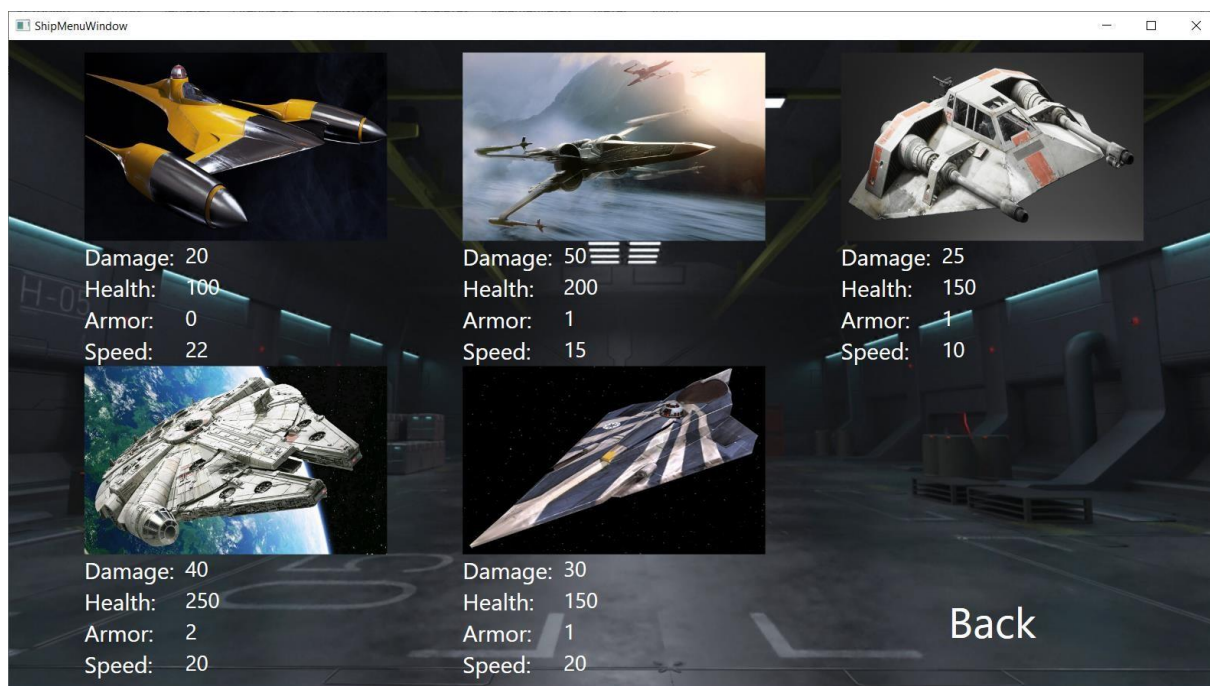 ShipMenuWindow
Damage: 20
Health: 100
Armor: 0
Speed: 22
Damage: 50
Health: 200
Armor: 1
Speed: 15
Damage: 25
Health: 150
Armor: 1
Speed: 10
H-05
Damage: 40
Health: 250
Armor: 2
Speed: 20
Damage: 30
Health: 150
Armor: 1
Speed: 20
Back
05